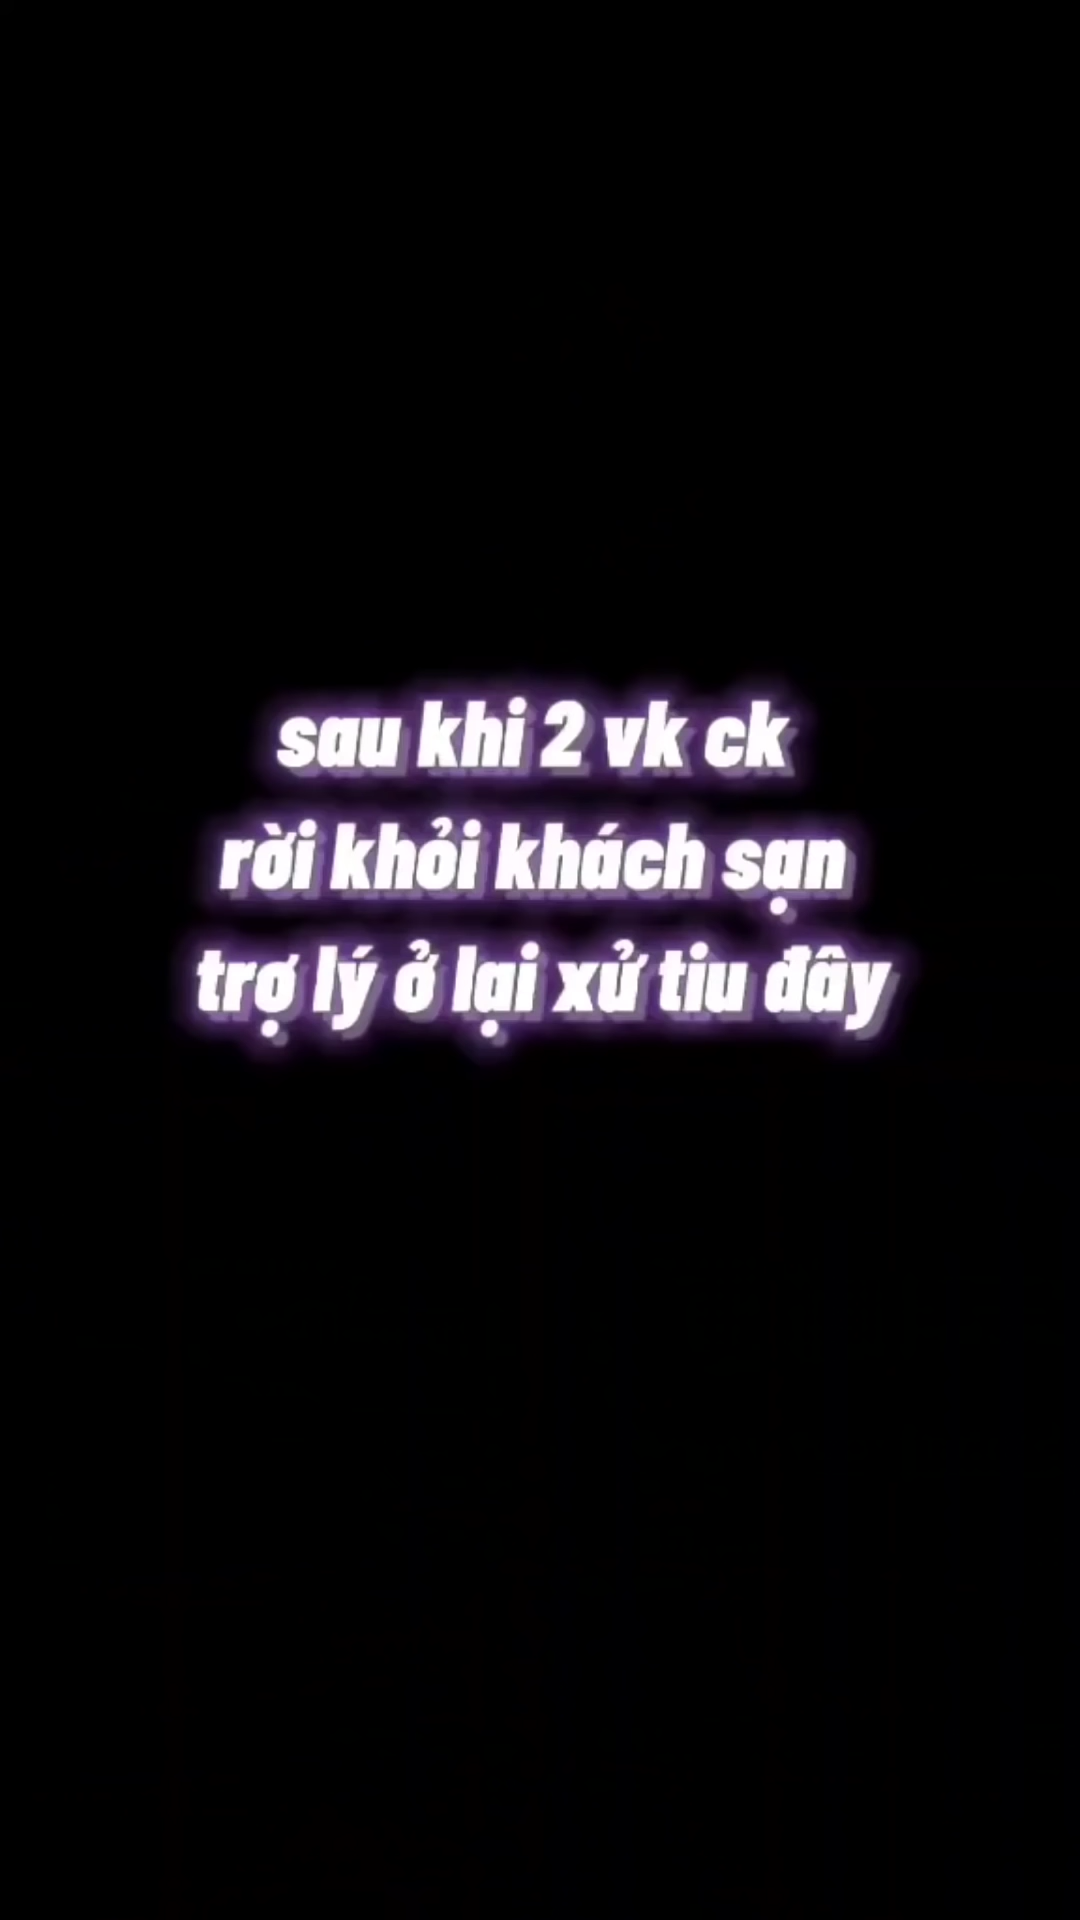 sau khi 2 vk ck
rời khỏi khách sạn
trợ lý ở lại xử tiu đây